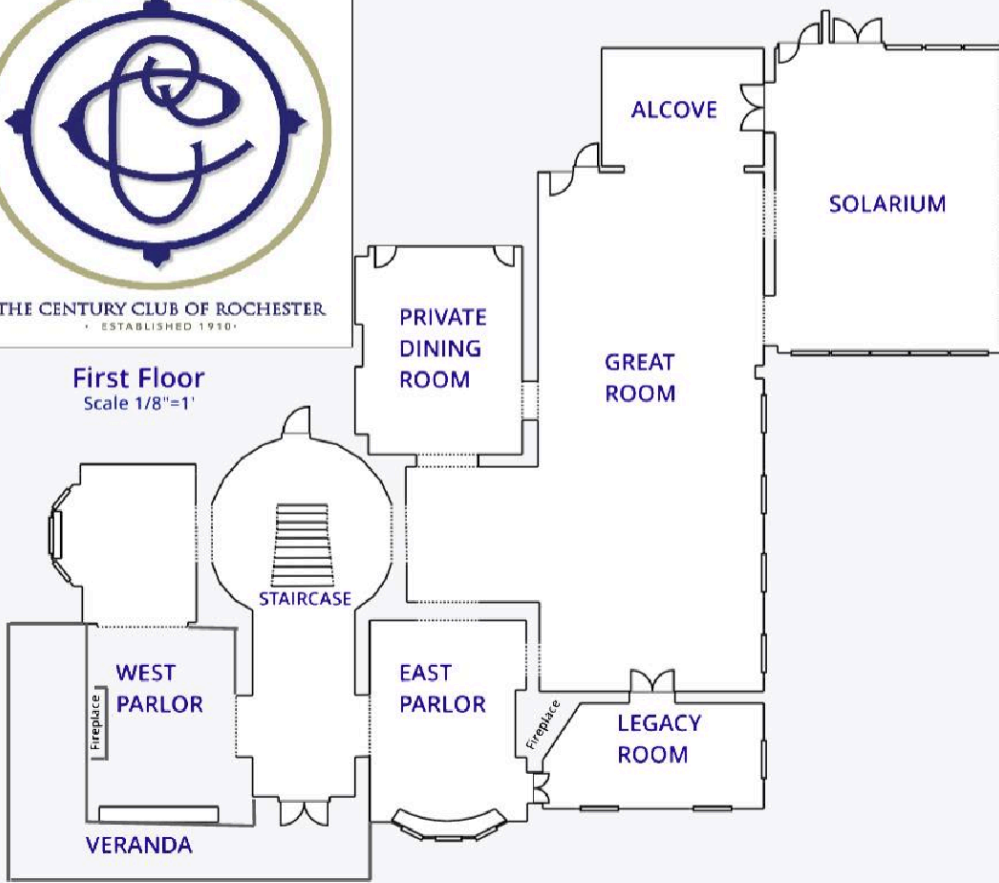 THE CENTURY CLUB OF ROCHESTER
· ESTABLISHED 1910·
First Floor
Scale 1/8"=1'
ALCOVE
SOLARIUM
PRIVATE
DINING
ROOM
GREAT
ROOM
STAIRCASE
WEST
PARLOR
Fireplace
EAST
PARLOR
Fireplace
LEGACY
ROOM
VERANDA